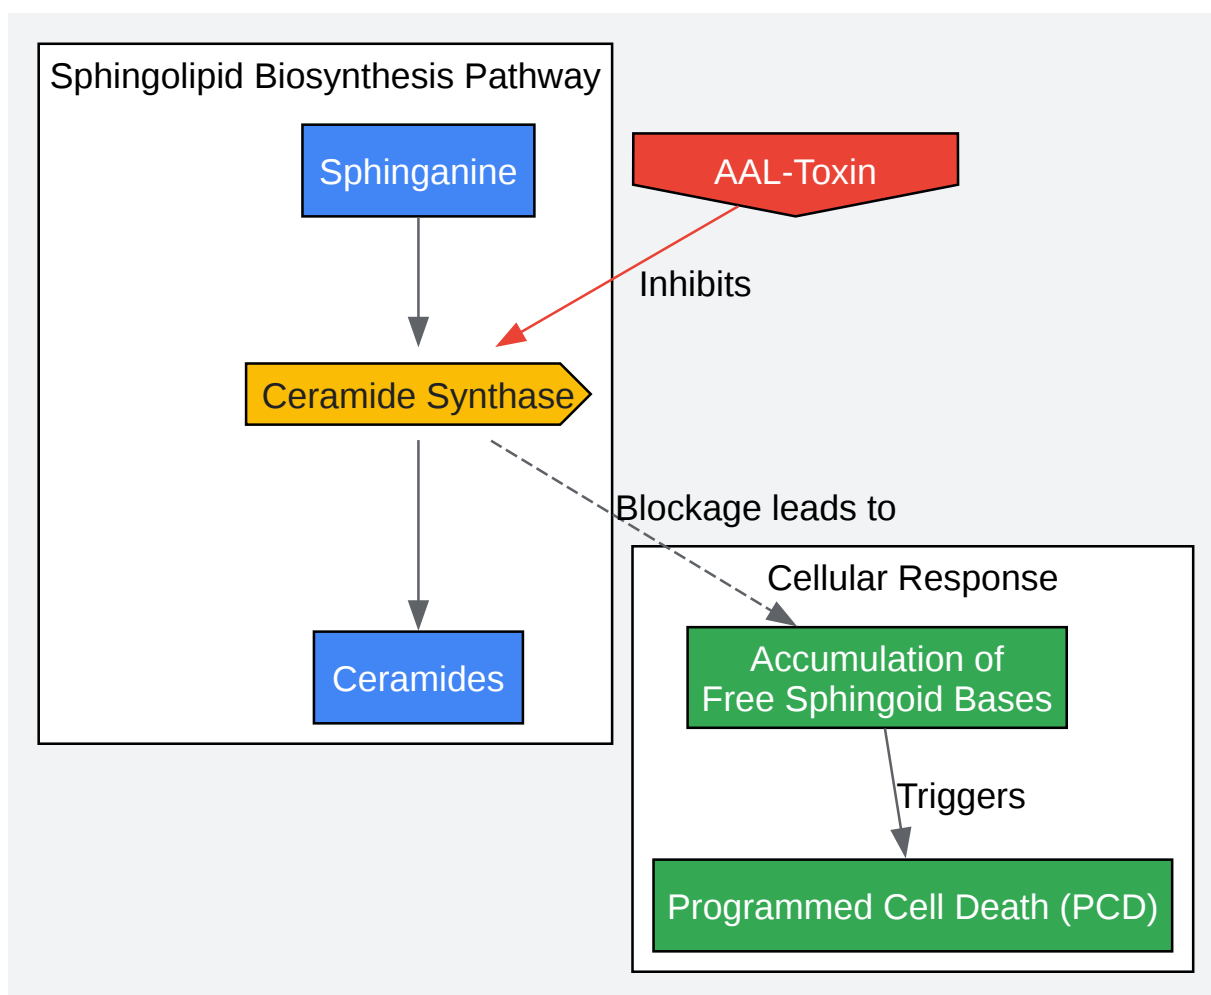 Sphingolipid Biosynthesis Pathway
Sphinganine
AAL-Toxin
Inhibits
Ceramide Synthase
Blockage leads to
Cellular Response
Accumulation of
Free Sphingoid Bases
Ceramides
Triggers
Programmed Cell Death (PCD)